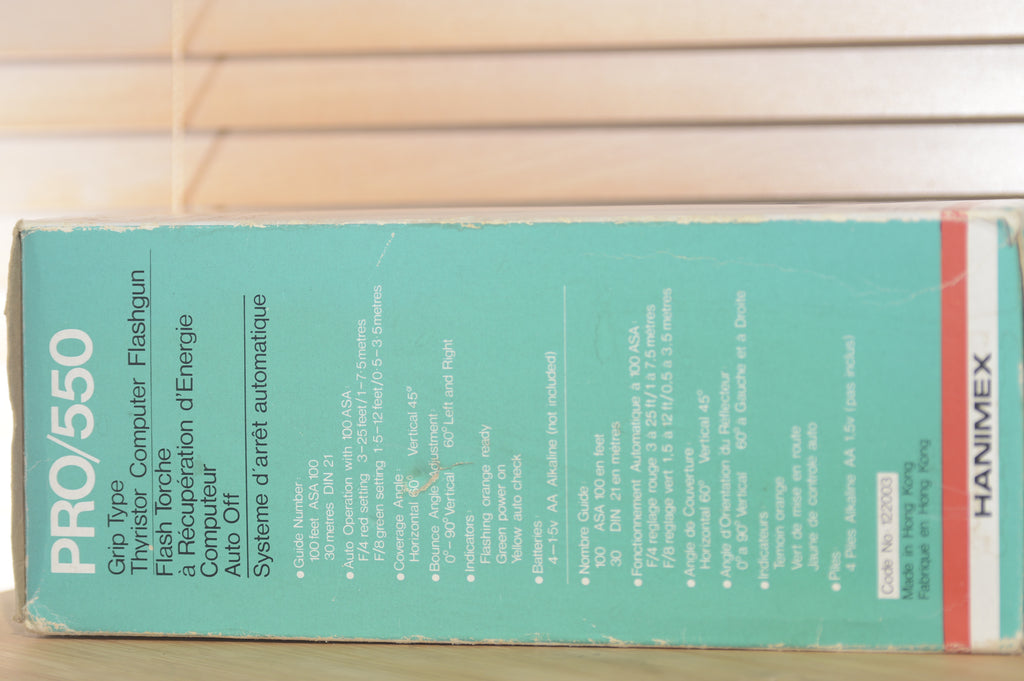 PRO/550
Grip Type
Thyristor Computer Flashgun
Flash Torche
à Récupération d'Energie
Computeur
Auto Off
Systeme d'arrêt automatique
• Guide Number:
100 feet ASA 100
30 metres DIN 21
• Auto Operation with 100 ASA:
F/4 red setting 3-25 feet/1-7·5 metres
F/8 green setting 1·5-12 feet/0·5-3·5 metres
• Coverage Angle:
Horizontal 60° Vertical 45°
• Bounce Angle Adjustment:
0°-90° Vertical 60° Left and Right
• Indicators:
Flashing orange ready
Green power on
Yellow auto check
• Batteries:
4-1·5v AA Alkaline (not included)
• Nombre Guide:
100 ASA 100 en feet
30 DIN 21 en mètres
• Fonctionnement Automatique à 100 ASA:
F/4 reglage rouge 3 à 25 ft/1 a 7.5 metres
F/8 reglage vert 1.5 à 12 ft/0.5 à 3.5 metres
• Angle de Couverture:
Horizontal 60° Vertical 45°
• Angle d'Orientation du Reflecteur
0° a 90° Vertical 60° a Gauche et à Droite
• Indicateurs
Temoin orange
Vert de mise en route
Jaune de controle auto
• Piles
4 Piles Alkaline AA 1.5v (pas inclus)
Code No 122003
Made in Hong Kong
Fabriqué en Hong Kong
HANIMEX